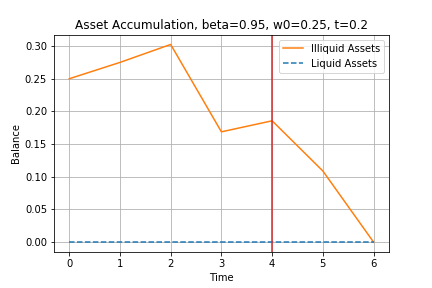 Asset Accumulation, beta=0.95, w0=0.25, t=0.2
Illiquid Assets
Liquid Assets
Balance
0.30
0.25
0.20
0.15
0.10
0.05
0.00
0 1 2 3 4 5 6
Time